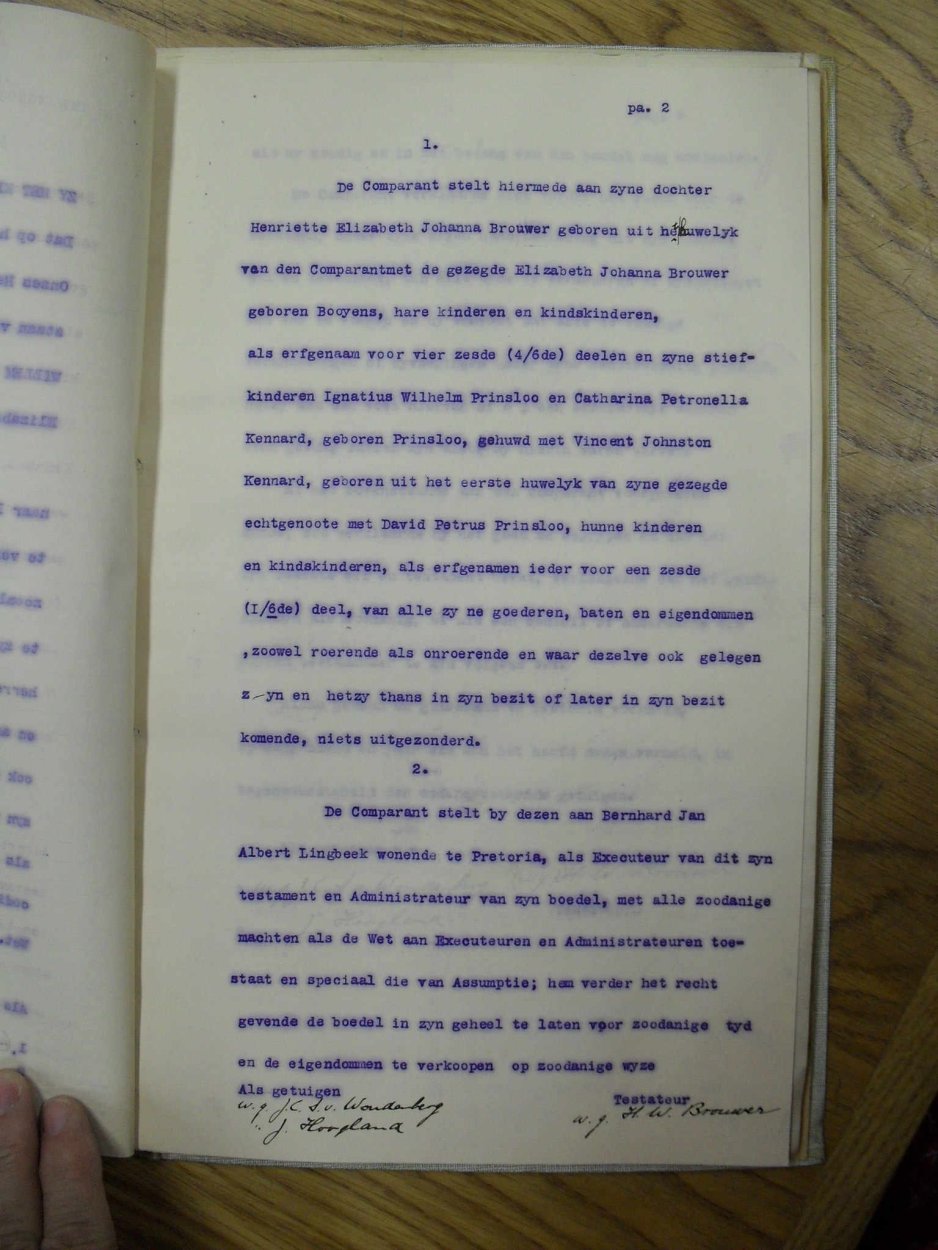 pa. 2
1.
De Comparant stelt hiermede aan zyne dochter
Henriette Elizabeth Johanna Brouwer geboren uit het huwelyk
van den Comparantmet de gezegde Elizabeth Johanna Brouwer
geboren Booyens, hare kinderen en kindskinderen,
als erfgenaam voor vier zesde (4/6de) deelen en zyne stief-
kinderen Ignatius Wilhelm Prinsloo en Catharina Petronella
Kennard, geboren Prinsloo, gehuwd met Vincent Johnston
Kennard, geboren uit het eerste huwelyk van zyne gezegde
echtgenoote met David Petrus Prinsloo, hunne kinderen
en kindskinderen, als erfgenamen ieder voor een zesde
(I/6de) deel, van alle zy ne goederen, baten en eigendommen
,zoowel roerende als onroerende en waar dezelve ook gelegen
z-yn en hetzy thans in zyn bezit of later in zyn bezit
komende, niets uitgezonderd.
2.
De Comparant stelt by dezen aan Bernhard Jan
Albert Lingbeek wonende te Pretoria, als Executeur van dit zyn
testament en Administrateur van zyn boedel, met alle zoodanige
machten als de Wet aan Executeuren en Administrateuren toe-
staat en speciaal die van Assumptie; hem verder het recht
gevende de boedel in zyn geheel te laten voor zoodanige tyd
en de eigendommen te verkoopen op zoodanige wyze
Als getuigen
Testateur
w.g J.C. I.v. Woudenberg
w. g. H. W. Brouwer
" J. Hoogland